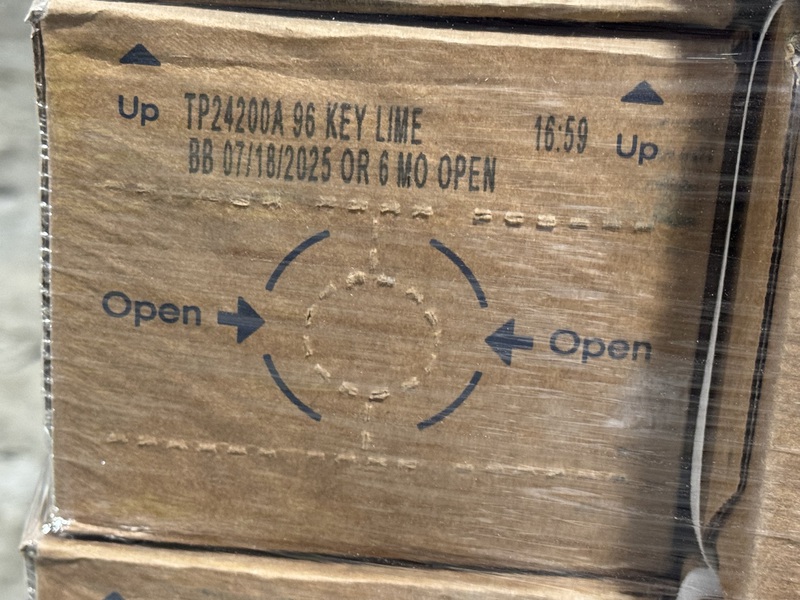 Up TP24200A 96 KEY LIME 16:59 Up
BB 07/18/2025 OR 6 MO OPEN
Open Open